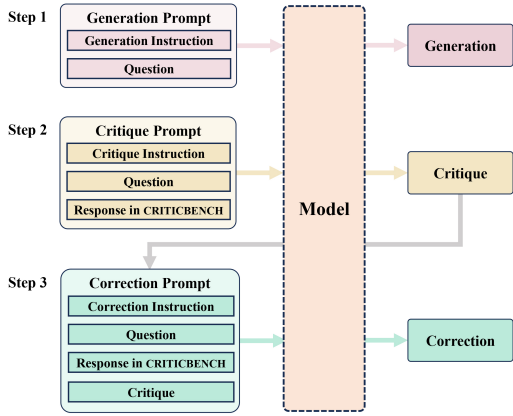 Step 1
Generation Prompt
Generation Instruction
Question
Generation
Step 2
Critique Prompt
Critique Instruction
Question
Response in CRITICBENCH
Critique
Model
Step 3
Correction Prompt
Correction Instruction
Question
Response in CRITICBENCH
Critique
Correction